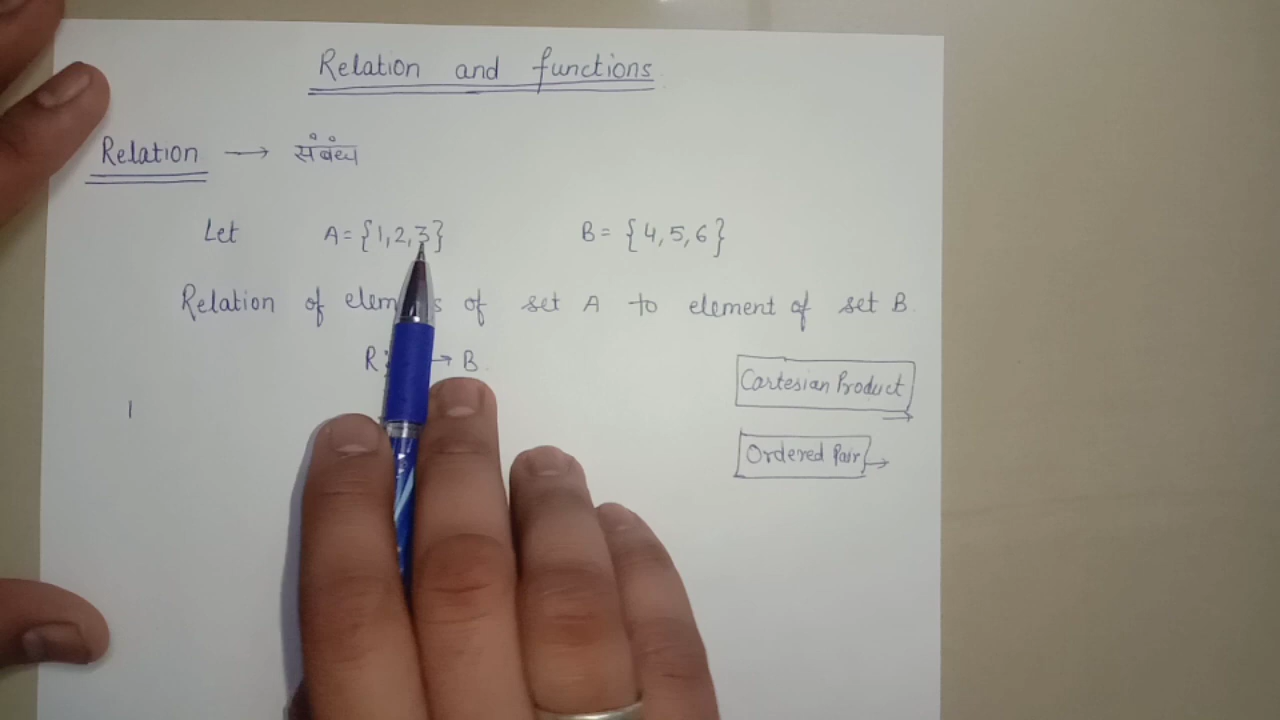 Relation and functions
Relation → संबंध
Let A = {1,2,3} B = {4,5,6}
Relation of of set A to element of set B.
R: → B.
Cartesian Product →
Ordered Pair →
1